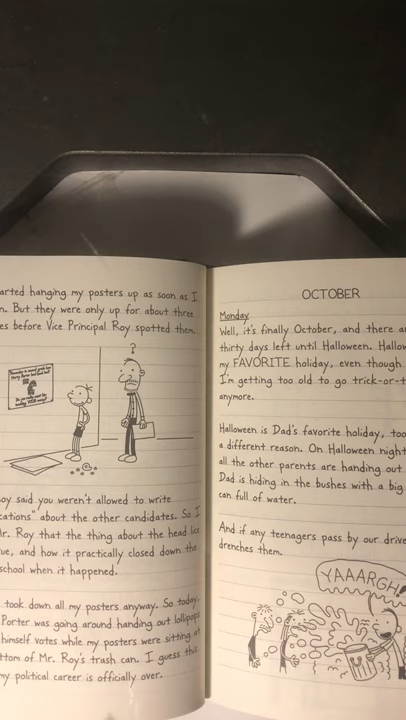 arted hanging my posters up as soon as I
n. But they were only up for about three
es before Vice Principal Roy spotted them.
?
oy said you weren't allowed to write
cations" about the other candidates. So I
Mr. Roy that the thing about the head lice
ue, and how it practically closed down the
school when it happened.
took down all my posters anyway. So today,
Porter was going around handing out lollipops
himself votes while my posters were sitting at
ttom of Mr. Roy's trash can. I guess this
my political career is officially over.
OCTOBER
Monday
Well, it's finally October, and there ar
thirty days left until Halloween. Hallow
my FAVORITE holiday, even though
I'm getting too old to go trick-or-t
anymore.
Halloween is Dad's favorite holiday, too
a different reason. On Halloween night
all the other parents are handing out
Dad is hiding in the bushes with a big
can full of water.
And if any teenagers pass by our drive
drenches them.
YAAARGH!